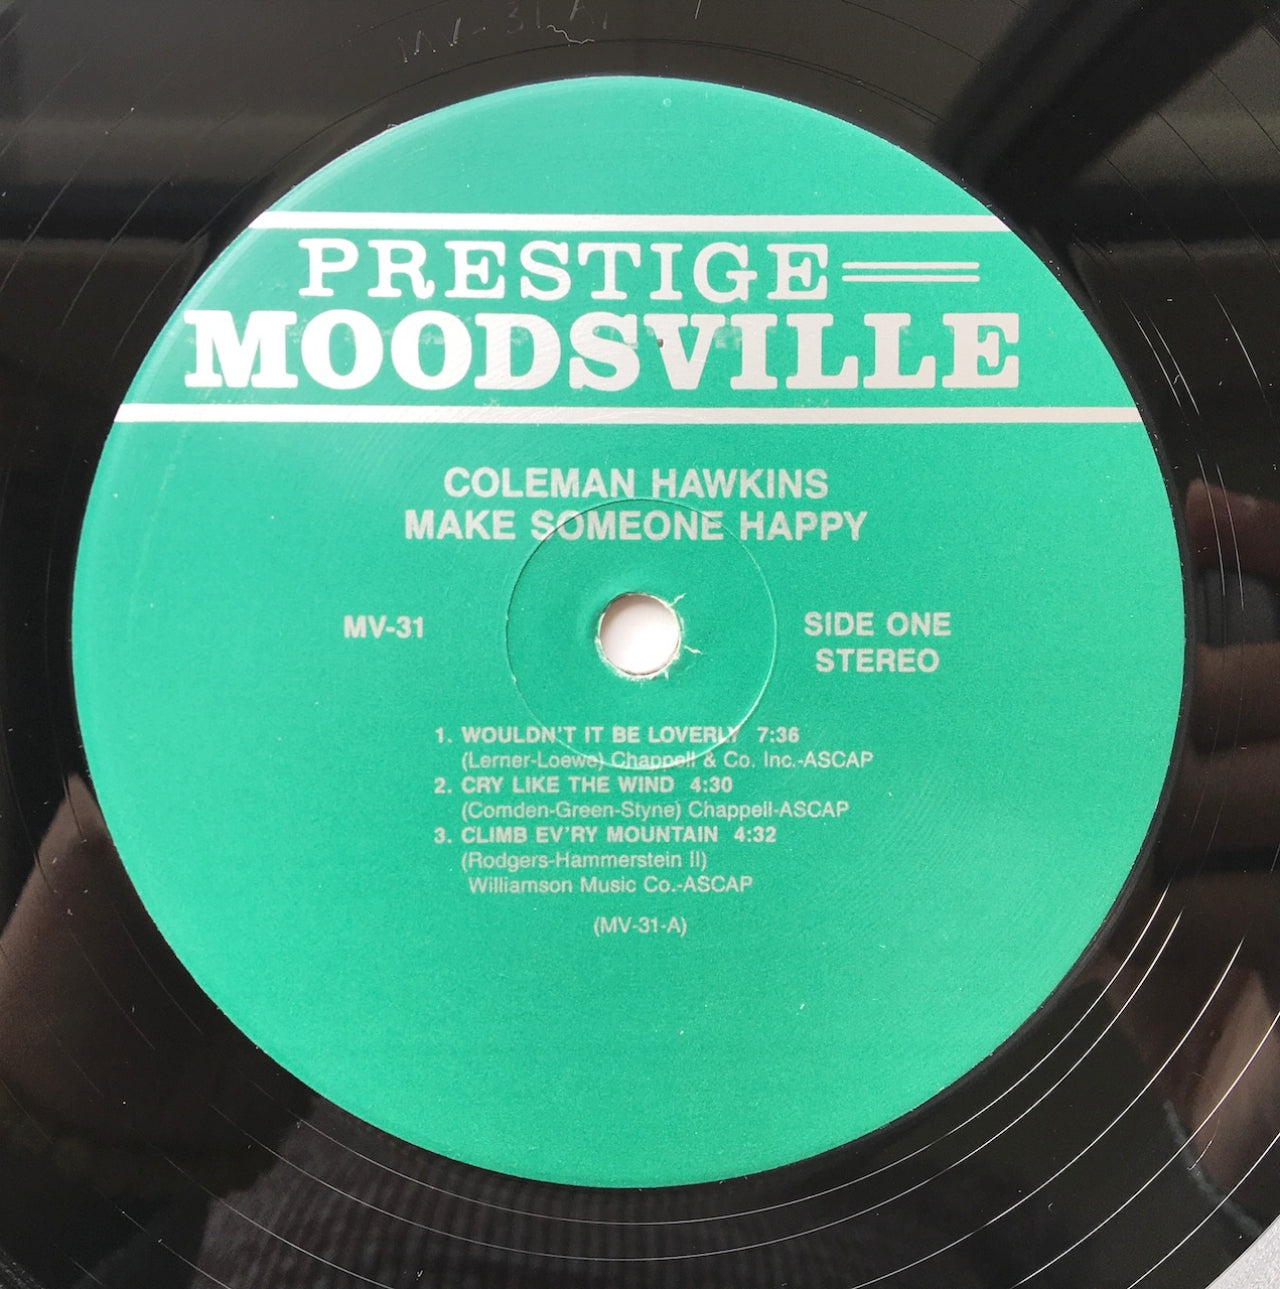 MV-31-A
PRESTIGE
MOODSVILLE
COLEMAN HAWKINS
MAKE SOMEONE HAPPY
MV-31
SIDE ONE
STEREO
1. WOULDN'T IT BE LOVERLY 7:36
(Lerner-Loewe) Chappell & Co. Inc.-ASCAP
2. CRY LIKE THE WIND 4:30
(Comden-Green-Styne) Chappell-ASCAP
3. CLIMB EV'RY MOUNTAIN 4:32
(Rodgers-Hammerstein II)
Williamson Music Co.-ASCAP
(MV-31-A)